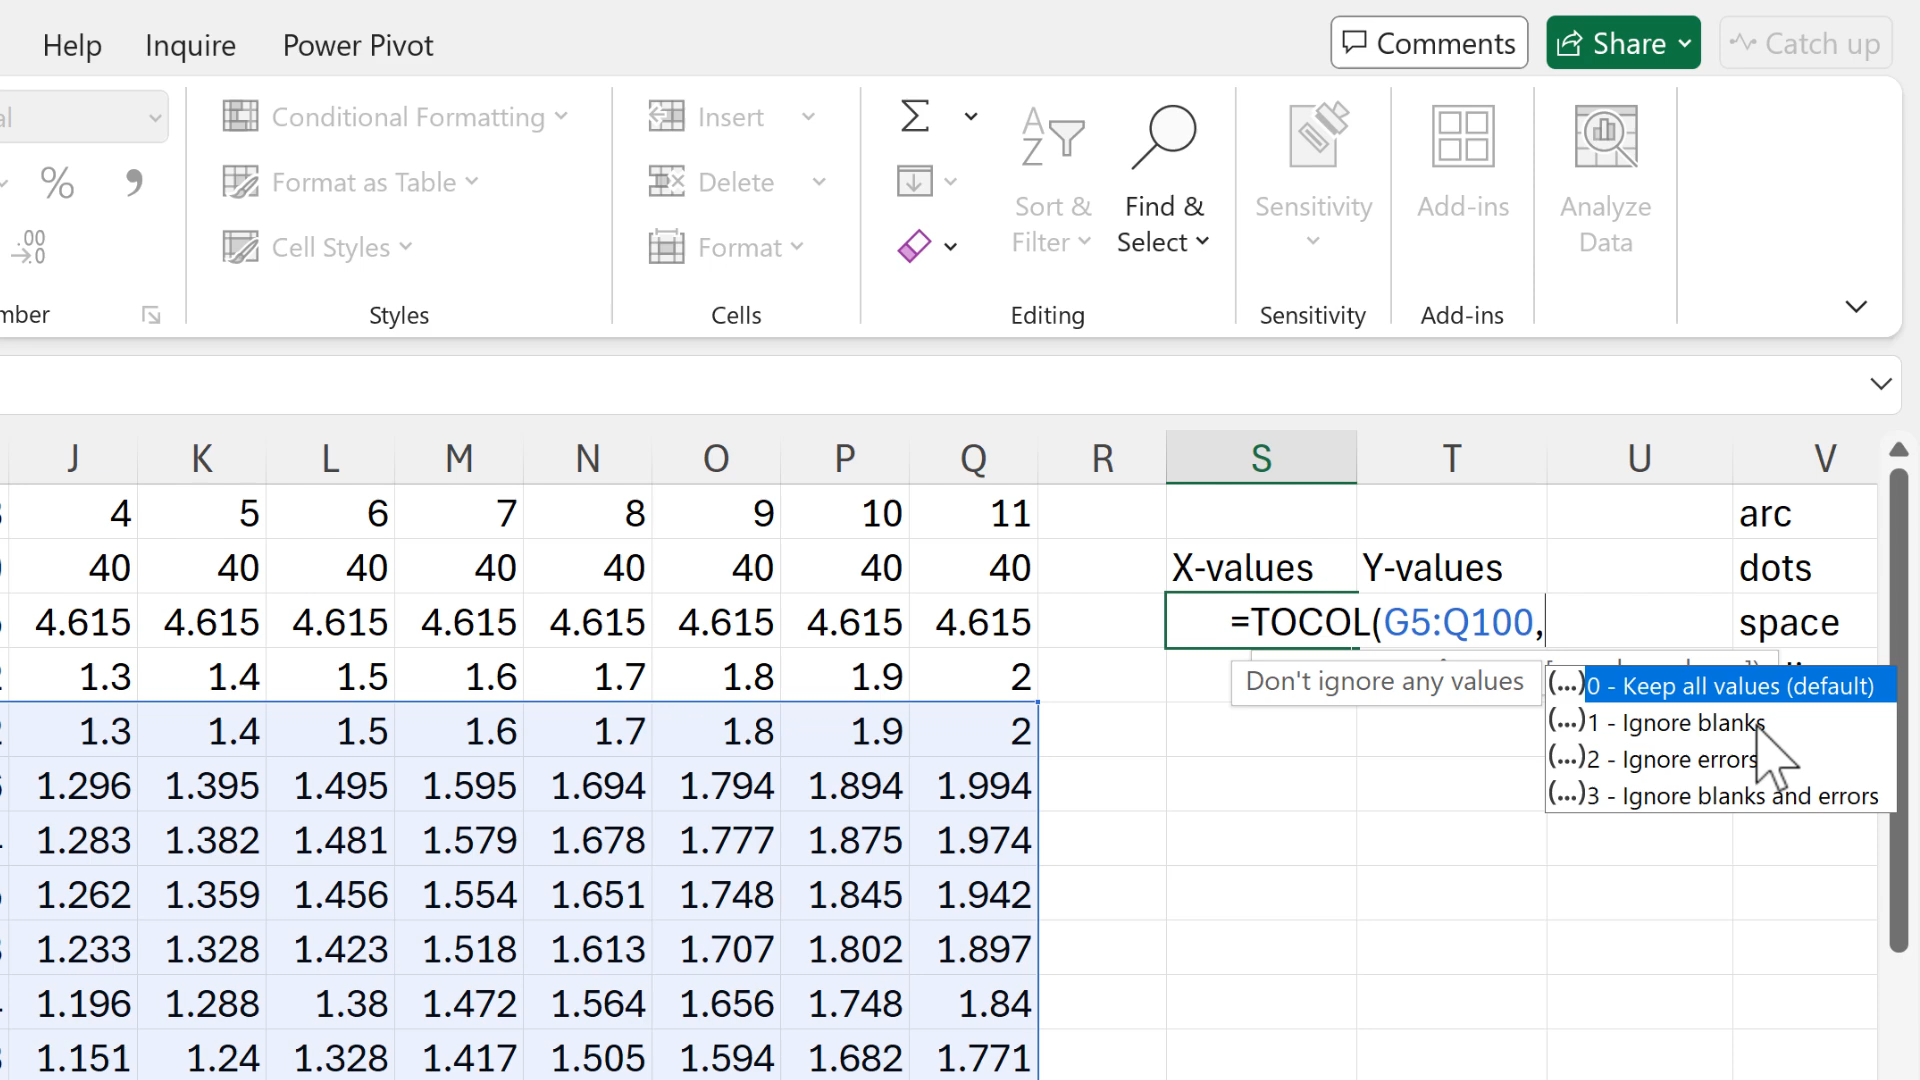 Help Inquire Power Pivot Comments Share Catch up
Conditional Formatting Insert
% , Format as Table Delete Sort & Find & Sensitivity Add-ins Analyze
.00 Cell Styles Format Filter Select Data
→0
Styles Cells Editing Sensitivity Add-ins
J K L M N O P Q R S T U V
4 5 6 7 8 9 10 11 arc
40 40 40 40 40 40 40 40 X-values Y-values dots
4.615 4.615 4.615 4.615 4.615 4.615 4.615 4.615 =TOCOL(G5:Q100, space
1.3 1.4 1.5 1.6 1.7 1.8 1.9 2 Don't ignore any values (...)0 - Keep all values (default)
1.3 1.4 1.5 1.6 1.7 1.8 1.9 2 (...)1 - Ignore blanks
1.296 1.395 1.495 1.595 1.694 1.794 1.894 1.994 (...)2 - Ignore errors
(...)3 - Ignore blanks and errors
1.283 1.382 1.481 1.579 1.678 1.777 1.875 1.974
1.262 1.359 1.456 1.554 1.651 1.748 1.845 1.942
1.233 1.328 1.423 1.518 1.613 1.707 1.802 1.897
1.196 1.288 1.38 1.472 1.564 1.656 1.748 1.84
1.151 1.24 1.328 1.417 1.505 1.594 1.682 1.771